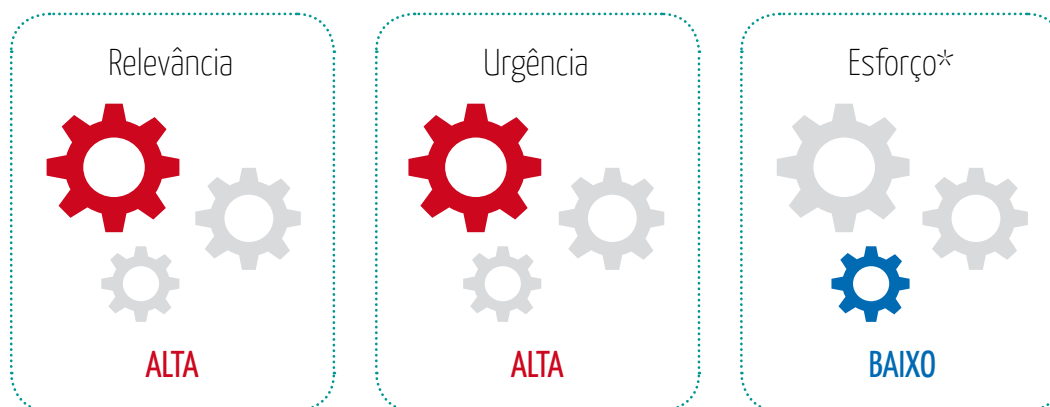 Relevância
Urgência
Esforço*
ALTA
ALTA
BAIXO